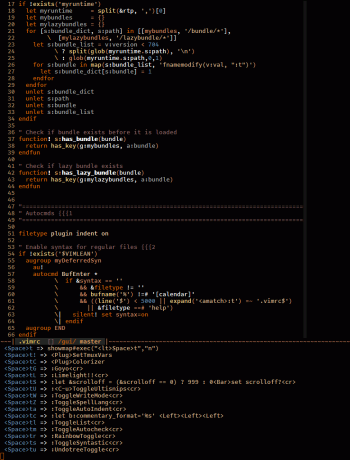 17 if !exists('myruntime')
18 let myruntime = split(&rtp, ',')[0]
19 let mybundles = {}
20 let mylazybundles = {}
21 for [s:bundle_dict, s:path] in [[mybundles, '/bundle/*'],
22 \ [mylazybundles, '/lazybundle/*']]
23 let s:bundle_list = v:version < 704
24 \ ? split(glob(myruntime.s:path), '\n')
25 \ : glob(myruntime.s:path,0,1)
26 for s:bundle in map(s:bundle_list, 'fnamemodify(v:val, ":t")')
27 let s:bundle_dict[s:bundle] = 1
28 endfor
29 endfor
30 unlet s:bundle_dict
31 unlet s:path
32 unlet s:bundle
33 unlet s:bundle_list
34 endif
35
36 " Check if bundle exists before it is loaded
37 function! s:has_bundle(bundle)
38 return has_key(g:mybundles, a:bundle)
39 endfun
40
41 " Check if lazy bundle exists
42 function! s:has_lazy_bundle(bundle)
43 return has_key(g:mylazybundles, a:bundle)
44 endfun
45
46
47
48 " Autocmds {{{1
49
50
51 filetype plugin indent on
52
53 " Enable syntax for regular files {{{2
54 if !exists('$VIMLEAN')
55 augroup myDeferredSyn
56 au!
57 autocmd BufEnter *
58 \ if &syntax == ''
59 \ && &filetype != ''
60 \ && bufname('%') !=# '[calendar]'
61 \ && ((line('$') < 3000 || expand('<amatch>:t') =~ '.vimrc$')
62 \ || &filetype ==# 'help')
63 \| silent! set syntax=on
64 \| endif
65 augroup END
66 endif
.vimrc /gui/ master
<Space>t? => showmap#exec("<lt>Space>t","n")
=> <Plug>SetTmuxVars
<Space>tC => <Plug>Colorizer
<Space>tG => :Goyo<cr>
<Space>tL => :Limelight!!<cr>
<Space>tS => :let &scrolloff = (&scrolloff == 0) ? 999 : 0<Bar>set scrolloff?<cr>
<Space>tU => :<C-u>ToggleUltisnips<cr>
<Space>tW => :ToggleWriteMode<cr>
<Space>tZ => :ToggleSpellLang<cr>
<Space>ta => :ToggleAutoindent<cr>
<Space>tc => :let b:commentary_format='%s' <Left><Left><Left>
<Space>tl => :ToggleList<cr>
<Space>tm => :ToggleAutocheck<cr>
<Space>tr => :RainbowToggle<cr>
<Space>ts => :ToggleSyntastic<cr>
<Space>tu => :UndotreeToggle<cr>